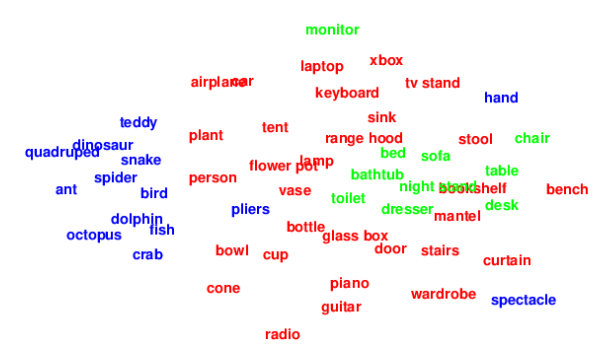 monitor
xbox
laptop
airplane
car
tv stand
keyboard
hand
sink
teddy
tent
plant
range hood
stool
chair
dinosaur
quadruped
snake
bed
sofa
lamp
flower pot
table
bathtub
spider
person
ant
bird
vase
night stand
bookshelf
bench
toilet
desk
pliers
dresser
mantel
dolphin
fish
bottle
octopus
glass box
door
stairs
bowl
crab
cup
curtain
piano
cone
wardrobe
spectacle
guitar
radio